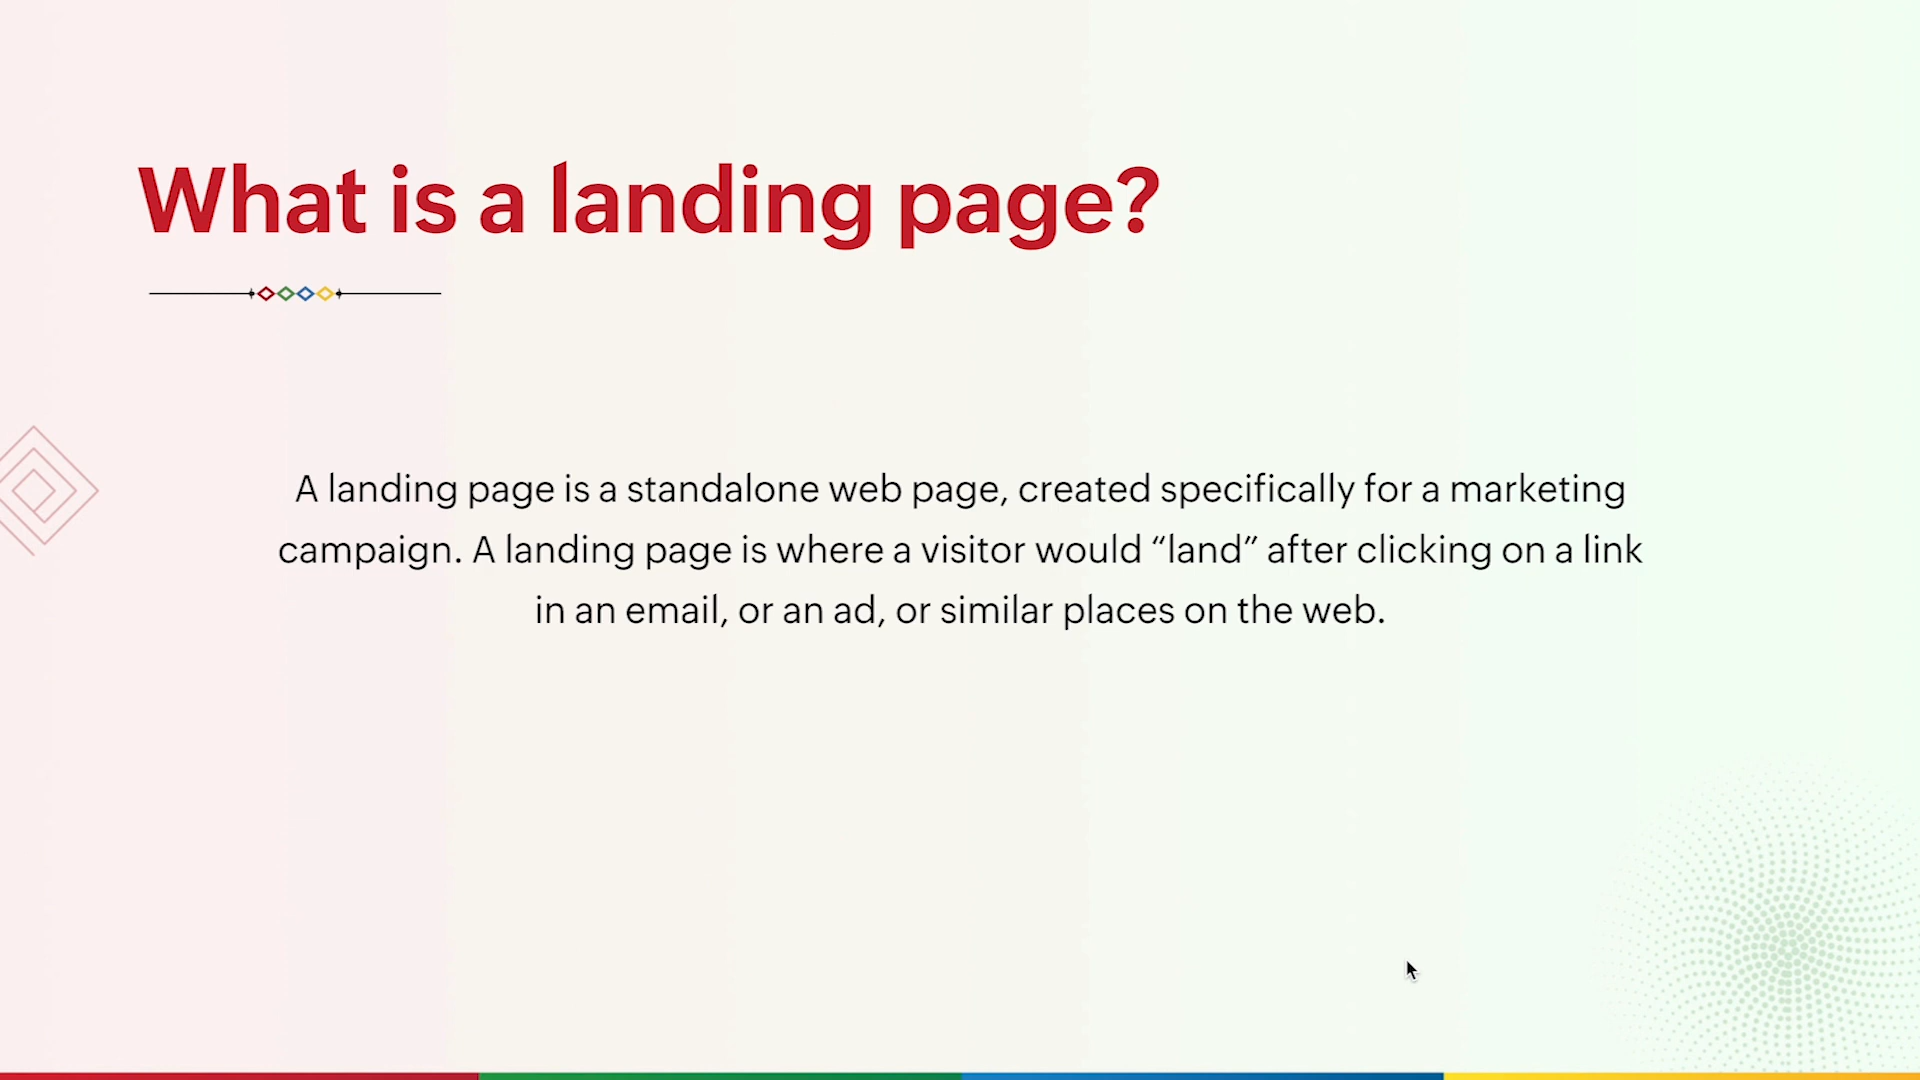 What is a landing page?
A landing page is a standalone web page, created specifically for a marketing
campaign. A landing page is where a visitor would “land” after clicking on a link
in an email, or an ad, or similar places on the web.